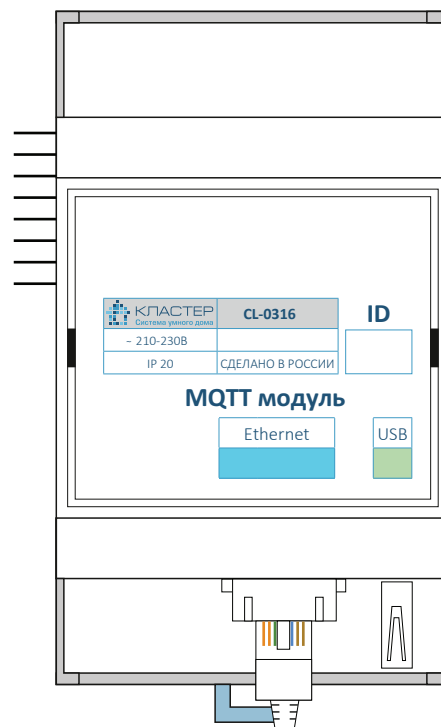 КЛАСТЕР
Система умного дома
CL-0316
ID
~ 210-230В
IP 20
СДЕЛАНО В РОССИИ
MQTT модуль
Ethernet
USB